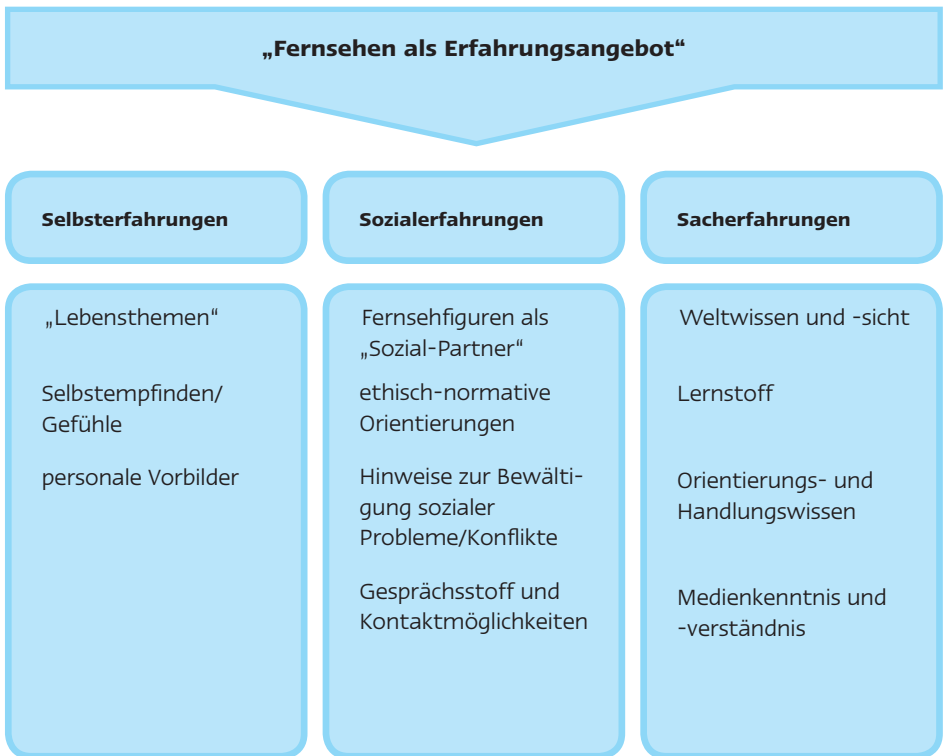 „Fernsehen als Erfahrungsangebot“
Selbsterfahrungen
„Lebensthemen“
Selbstempfinden/
Gefühle
personale Vorbilder
Sozialerfahrungen
Fernsehfiguren als
„Sozial-Partner“
ethisch-normative
Orientierungen
Hinweise zur Bewälti-
gung sozialer
Probleme/Konflikte
Gesprächsstoff und
Kontaktmöglichkeiten
Sacherfahrungen
Weltwissen und -sicht
Lernstoff
Orientierungs- und
Handlungswissen
Medienkenntnis und
-verständnis